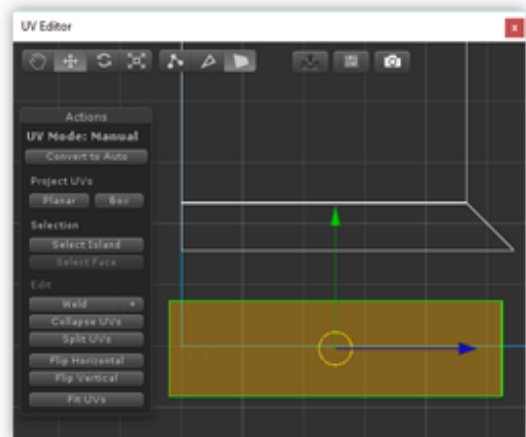 UV Editor
x
Actions
UV Mode: Manual
Convert to Auto
Project UVs
Planar
Box
Selection
Select Island
Select Face
Edit
Weld
Collapse UVs
Split UVs
Flip Horizontal
Flip Vertical
Fit UVs